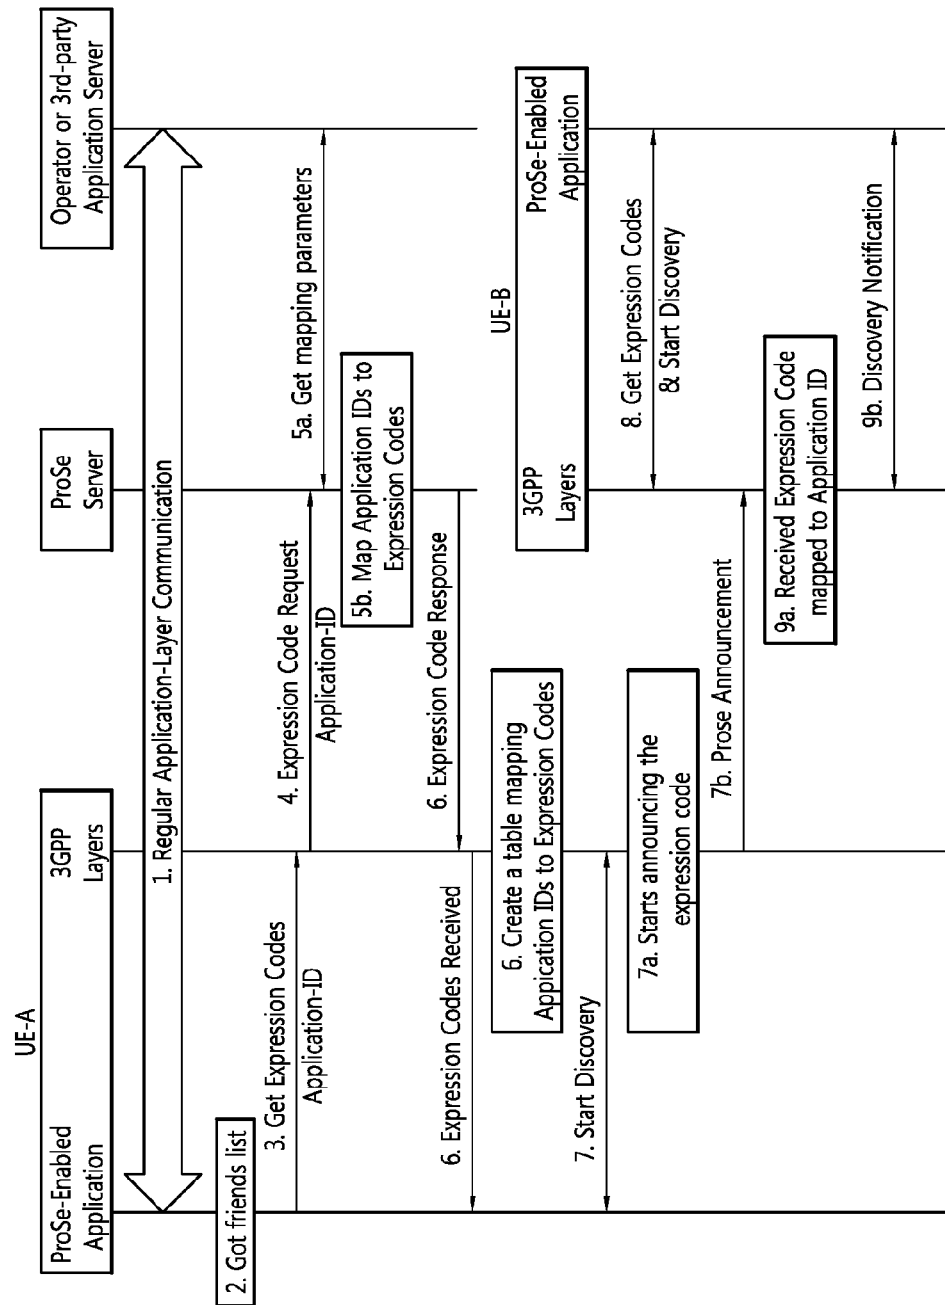 UE-A
ProSe-Enabled
Application
3GPP
Layers
ProSe
Server
Operator or 3rd-party
Application Server
1. Regular Application-Layer Communication
2. Got friends list
3. Get Expression Codes
Application-ID
4. Expression Code Request
Application-ID
5a. Get mapping parameters
5b. Map Application IDs to
Expression Codes
6. Expression Code Response
6. Expression Codes Received
6. Create a table mapping
Appication IDs to Expression Codes
UE-B
3GPP
Layers
ProSe-Enabled
Application
7. Start Discovery
8. Get Expression Codes
& Start Discovery
7a. Starts announcing the
expression code
7b. Prose Announcement
9a. Received Expression Code
mapped to Application ID
9b. Discovery Notification